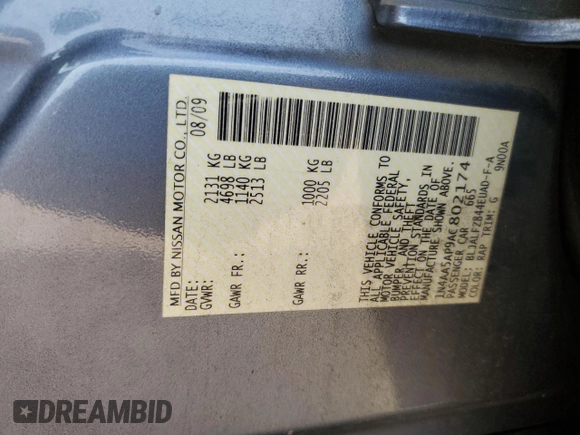 MFD BY NISSAN MOTOR CO., LTD.
DATE: 08/09
GVWR: 2131 KG
4698 LB
GAWR FR.: 1140 KG
2513 LB
GAWR RR.: 1000 KG
2205 LB
THIS VEHICLE CONFORMS TO
ALL APPLICABLE FEDERAL
MOTOR VEHICLE SAFETY,
BUMPER, AND THEFT
PREVENTION STANDARDS IN
EFFECT ON THE DATE OF
MANUFACTURE SHOWN ABOVE.
1N4AA5AP9AC802174
PASSENGER CAR 665
MODEL: BL3ALFZ844EDAD-F-A
COLOR: RAP TRIM: G 9N00A
DREAMBID